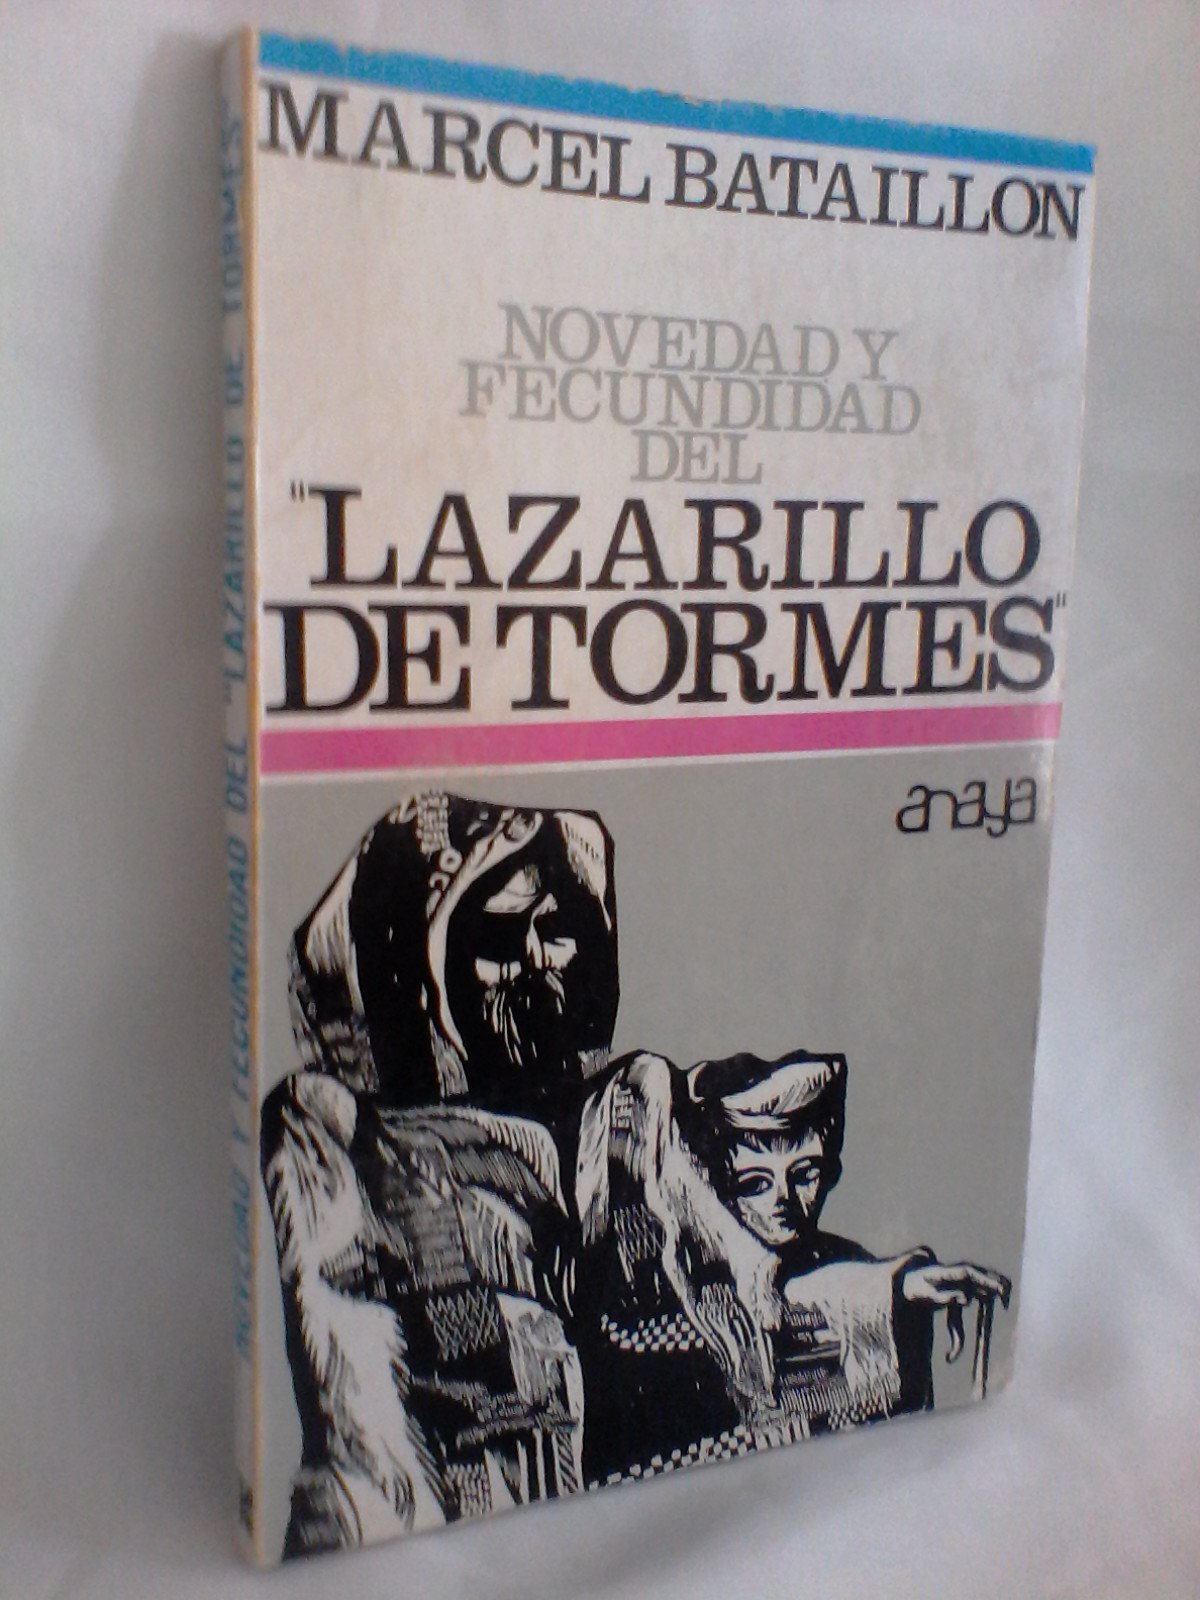 MARCEL BATAILLON
NOVEDAD Y
FECUNDIDAD
DEL
"LAZARILLO
DE TORMES"
anaya
NOVEDAD Y FECUNDIDAD DEL "LAZARILLO DE TORMES"